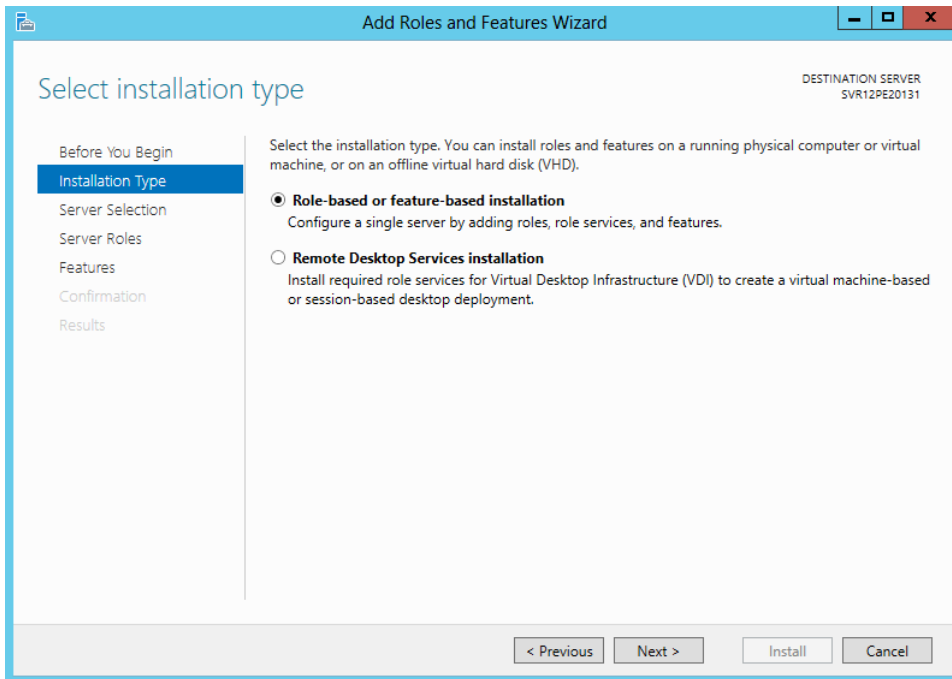 Add Roles and Features Wizard
Select installation type
DESTINATION SERVER
SVR12PE20131
Before You Begin
Installation Type
Server Selection
Server Roles
Features
Confirmation
Results
Select the installation type. You can install roles and features on a running physical computer or virtual
machine, or on an offline virtual hard disk (VHD).
Role-based or feature-based installation
Configure a single server by adding roles, role services, and features.
Remote Desktop Services installation
Install required role services for Virtual Desktop Infrastructure (VDI) to create a virtual machine-based
or session-based desktop deployment.
< Previous
Next >
Install
Cancel